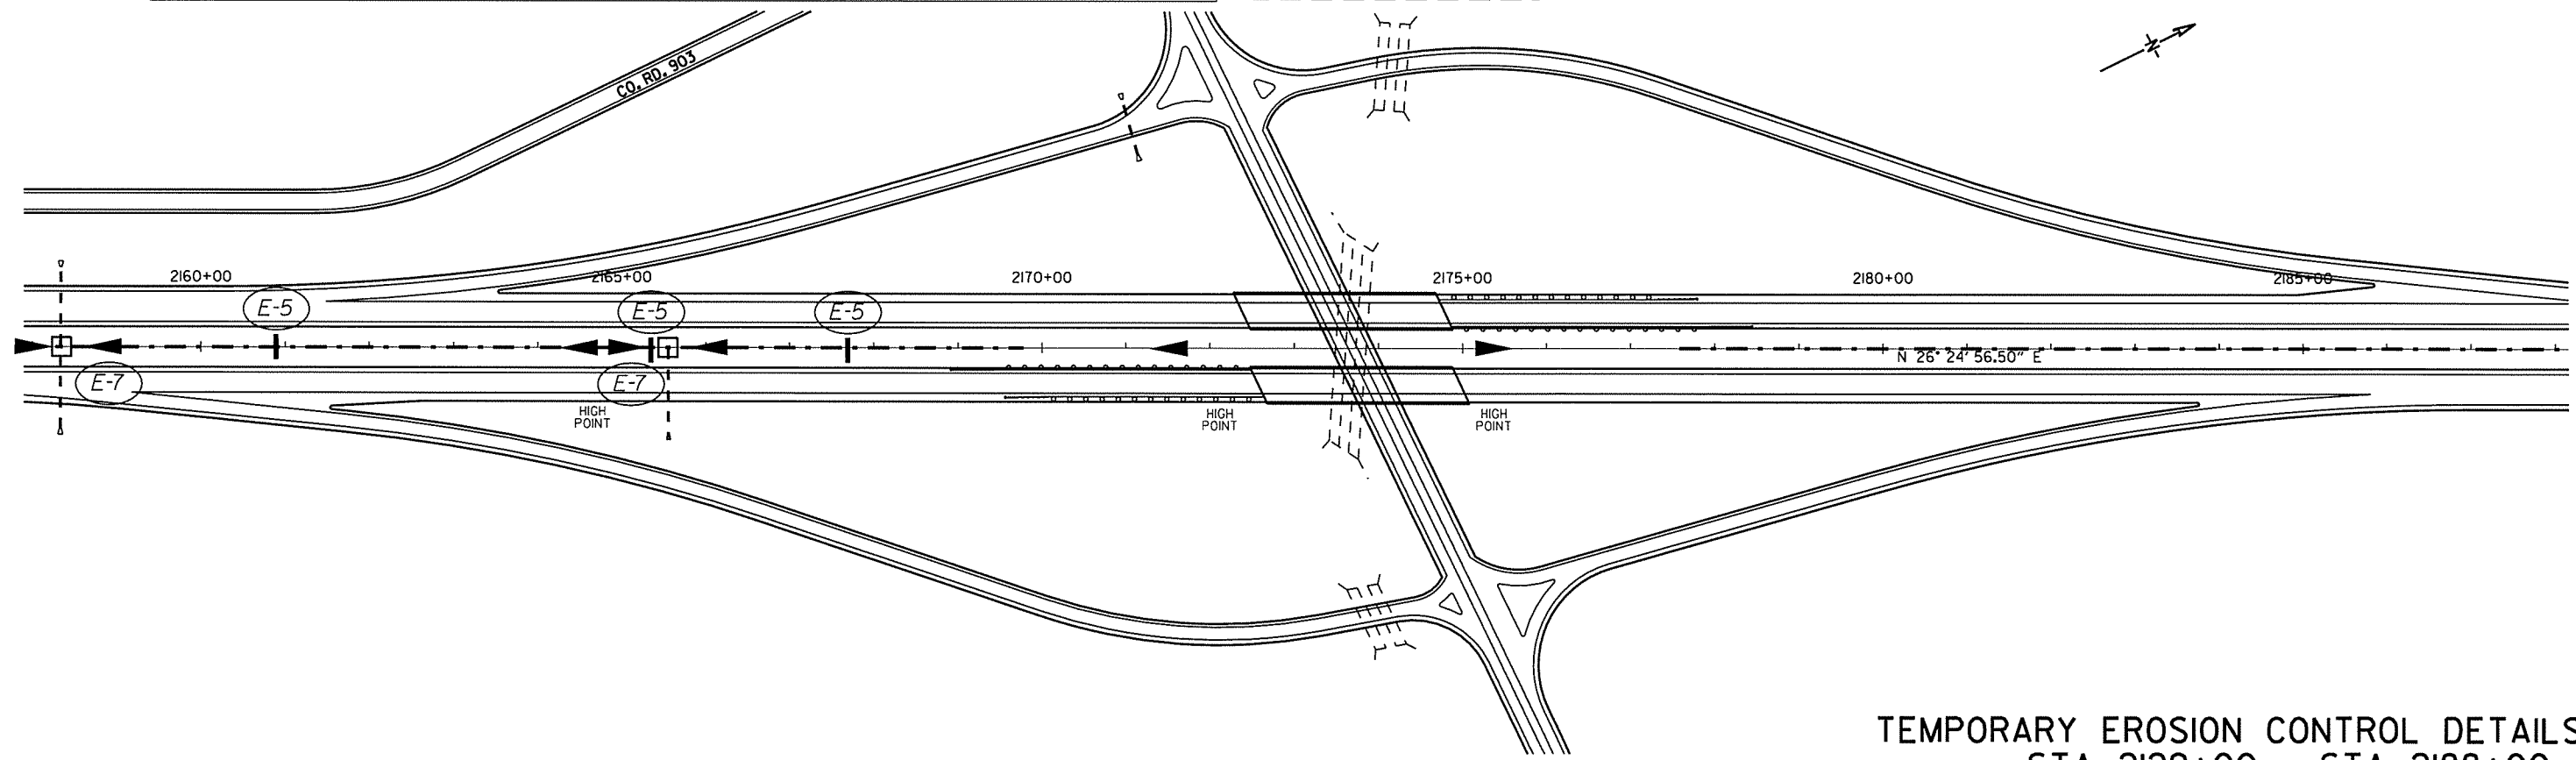 CO. RD. 903
N
2160+00
2165+00
2170+00
2175+00
2180+00
2185+00
E-5
E-5
E-5
N 26° 24' 56.50" E
E-7
E-7
HIGH
POINT
HIGH
POINT
HIGH
POINT
TEMPORARY EROSION CONTROL DETAILS